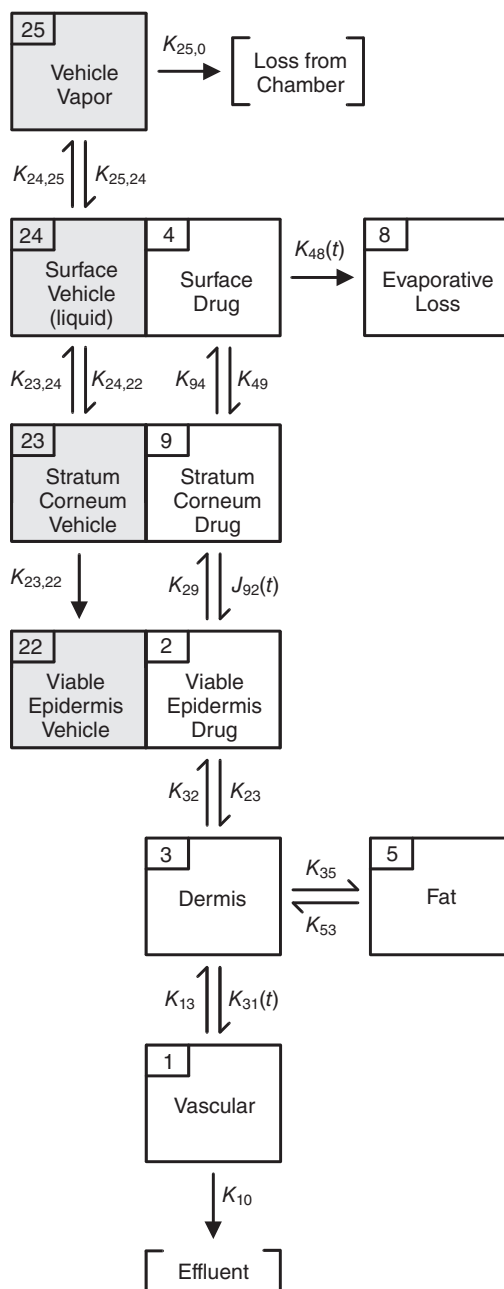 25
Vehicle
Vapor
K25,0
Loss from
Chamber
K24,25
K25,24
24
Surface
Vehicle
(liquid)
4
Surface
Drug
K48(t)
8
Evaporative
Loss
K23,24
K24,22
K94
K49
23
Stratum
Corneum
Vehicle
9
Stratum
Corneum
Drug
K23,22
K29
J92(t)
22
Viable
Epidermis
Vehicle
2
Viable
Epidermis
Drug
K32
K23
3
Dermis
K35
K53
5
Fat
K13
K31(t)
1
Vascular
K10
Effluent